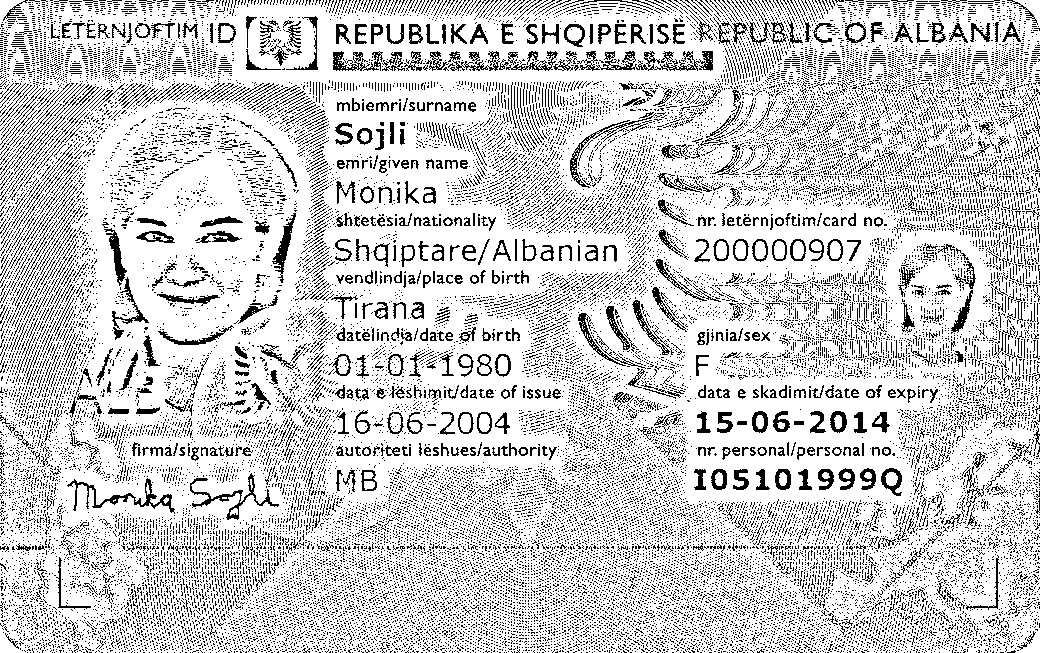 LETËRNJOFTIM ID REPUBLIKA E SHQIPËRISË REPUBLIC OF ALBANIA
mbiemri/surname
Sojli
emri/given name
Monika
shtetësia/nationality
Shqiptare/Albanian
nr. letërnjoftim/card no.
200000907
vendlindja/place of birth
Tirana
datëlindja/date of birth
01-01-1980
gjinia/sex
F
data e lëshimit/date of issue
16-06-2004
data e skadimit/date of expiry
15-06-2014
autoriteti lëshues/authority
MB
nr. personal/personal no.
I05101999Q
firma/signature
Monika Sojli